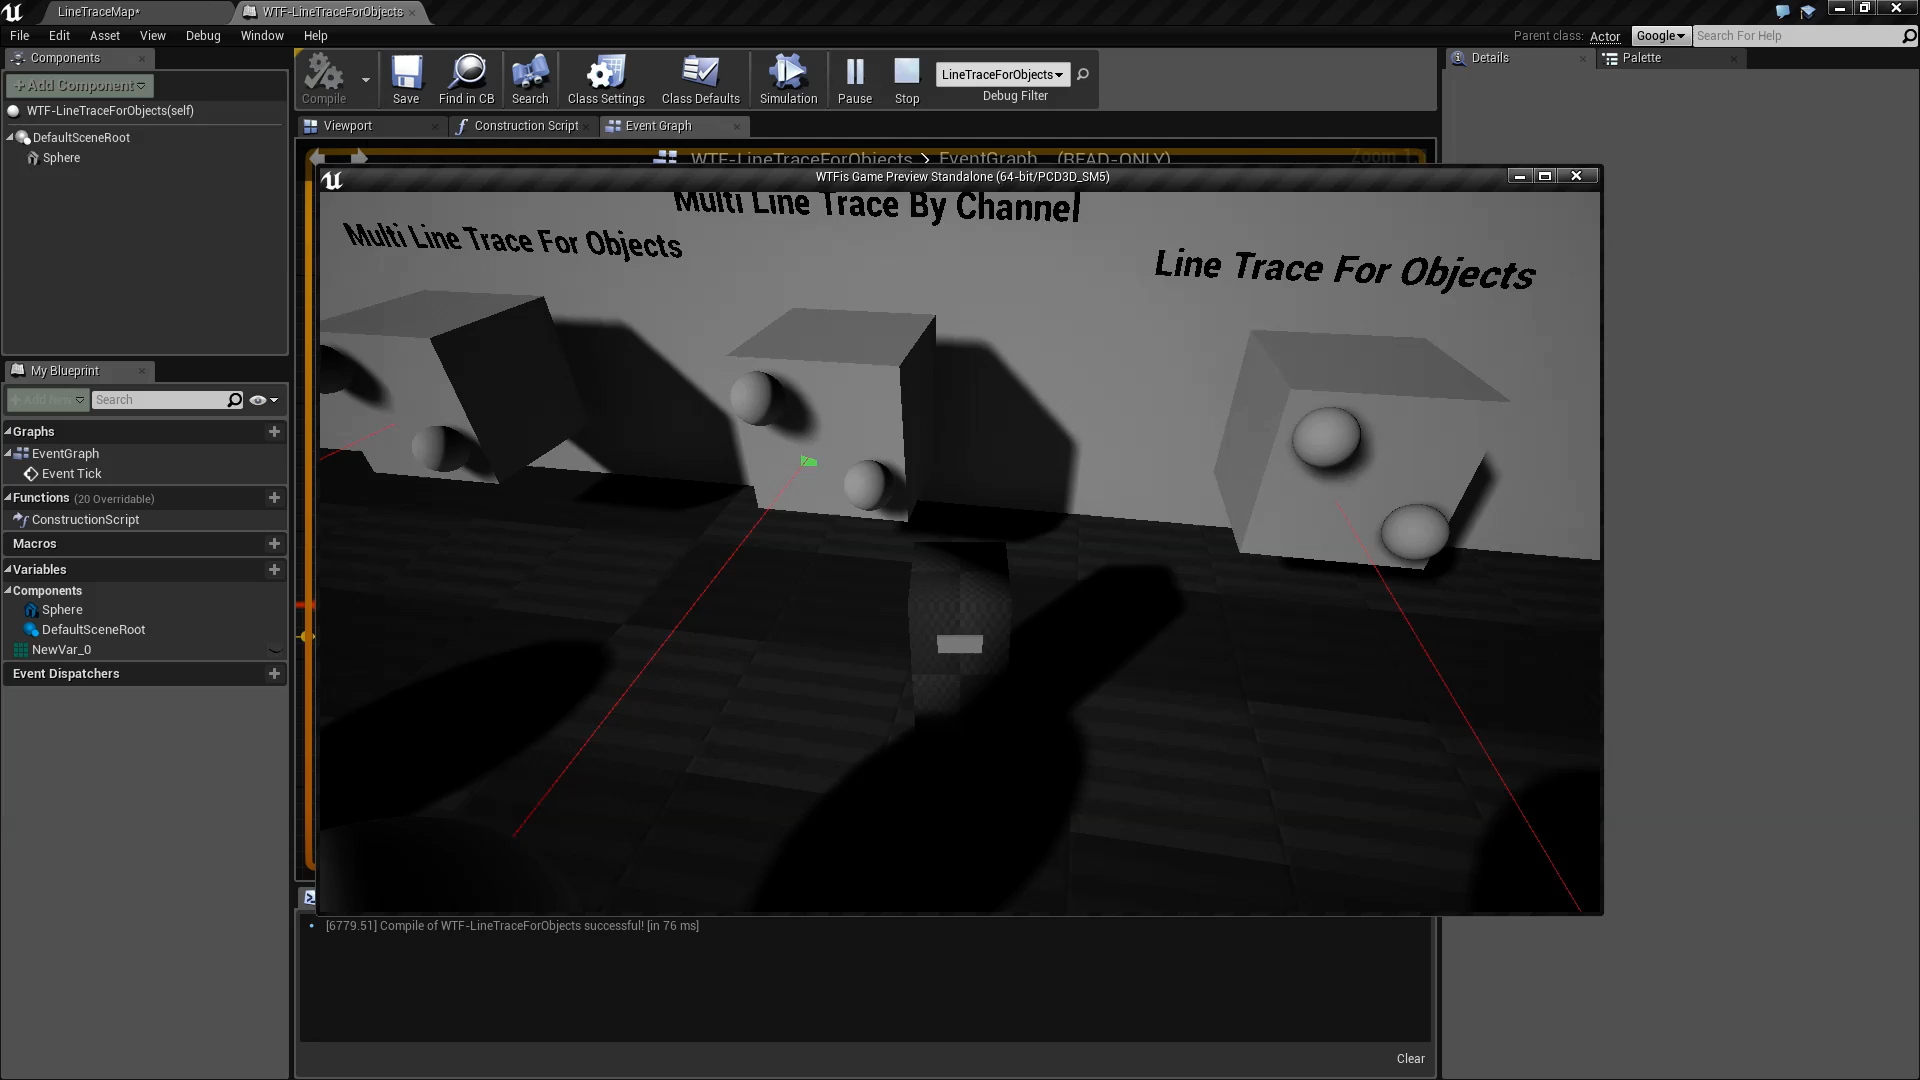 LineTraceMap*
WTF-LineTraceForObjects
File Edit Asset View Debug Window Help
Parent class: Actor Google Search For Help
Components
+Add Component
WTF-LineTraceForObjects(self)
DefaultSceneRoot
Sphere
Compile Save Find in CB Search Class Settings Class Defaults Simulation Pause Stop
LineTraceForObjects
Debug Filter
Details
Palette
Viewport
Construction Script
Event Graph
WTF-LineTraceForObjects > EventGraph (READ-ONLY)
WTFis Game Preview Standalone (64-bit/PCD3D_SM5)
Multi Line Trace By Channel
Multi Line Trace For Objects
Line Trace For Objects
My Blueprint
+Add New
Search
Graphs
EventGraph
Event Tick
Functions (20 Overridable)
ConstructionScript
Macros
Variables
Components
Sphere
DefaultSceneRoot
NewVar_0
Event Dispatchers
[6779.51] Compile of WTF-LineTraceForObjects successful! [in 76 ms]
Clear